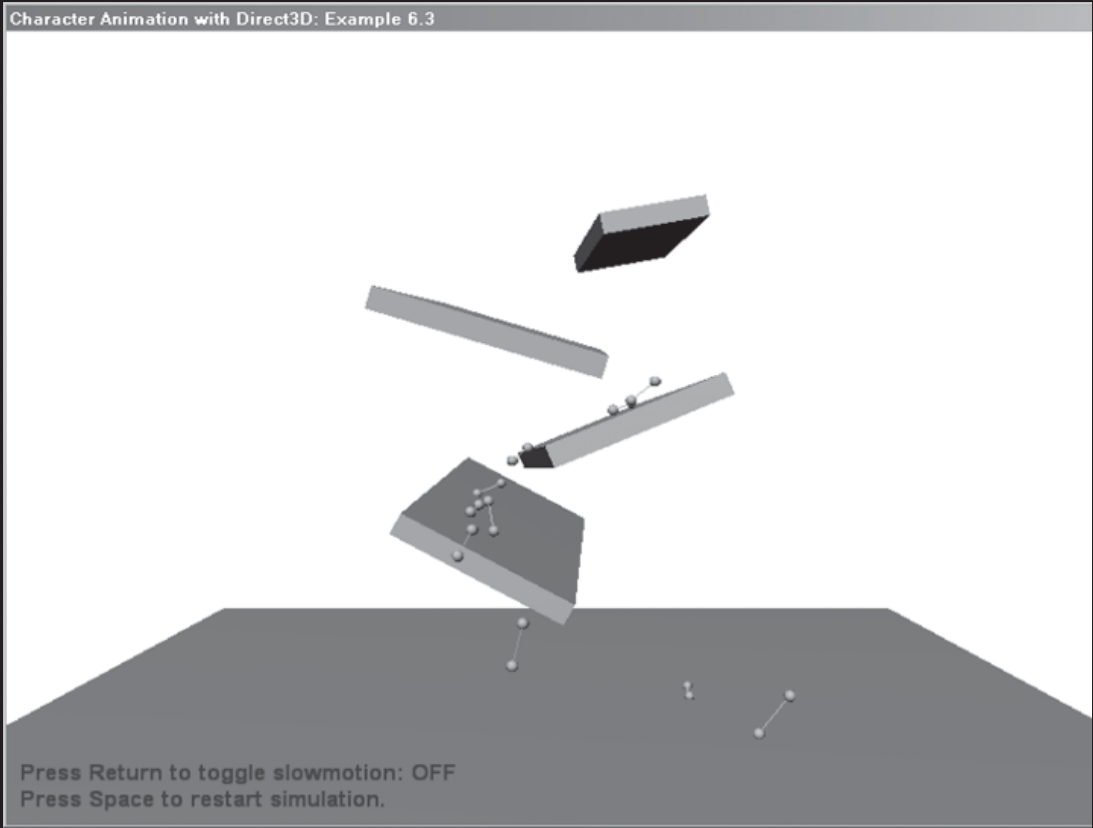 Character Animation with Direct3D: Example 6.3
Press Return to toggle slowmotion: OFF
Press Space to restart simulation.